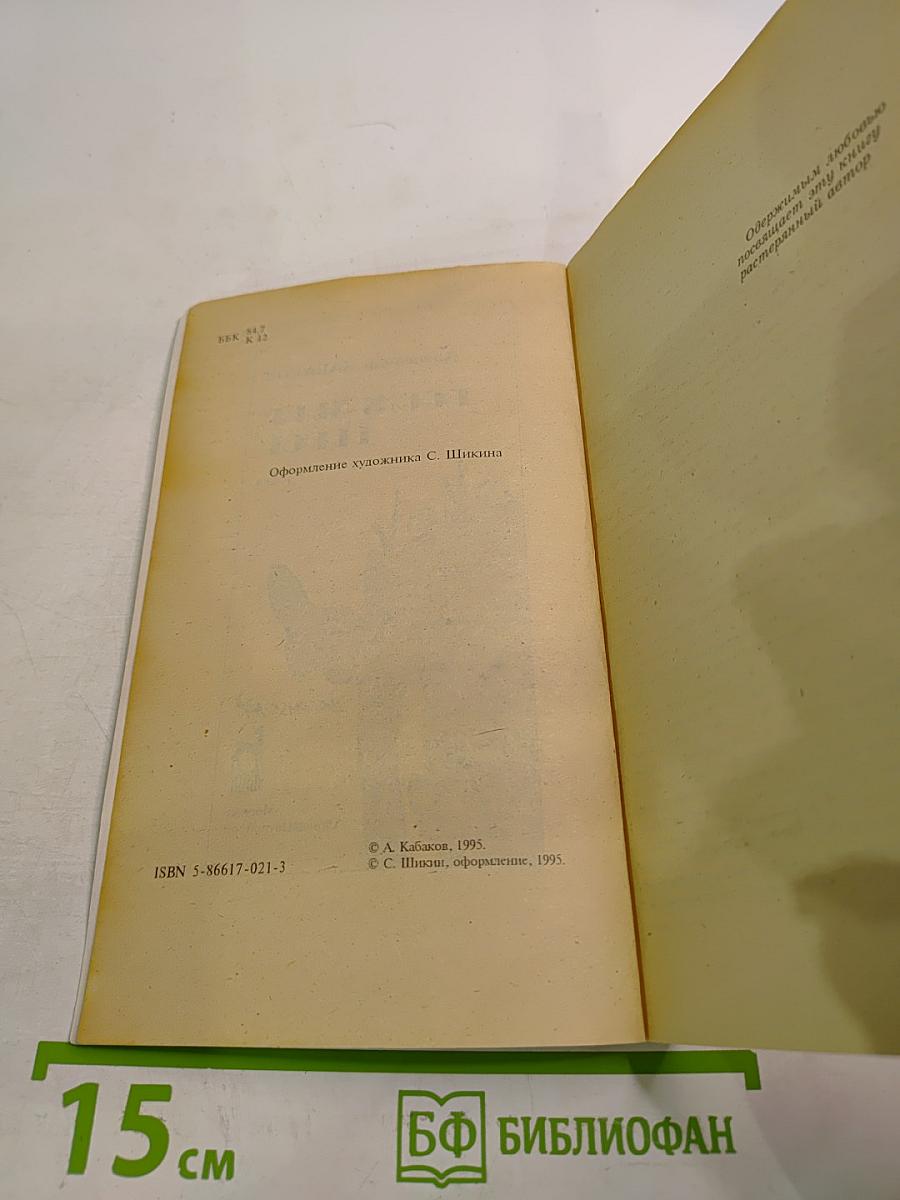 ББК 84.7
К 12
Оформление художника С. Шикина
ISBN 5-86617-021-3
© А. Кабаков, 1995.
© С. Шикин, оформление, 1995.
Одержимым любовью
посвящает эту книгу
растерянный автор
15 см
БФ БИБЛИОФАН